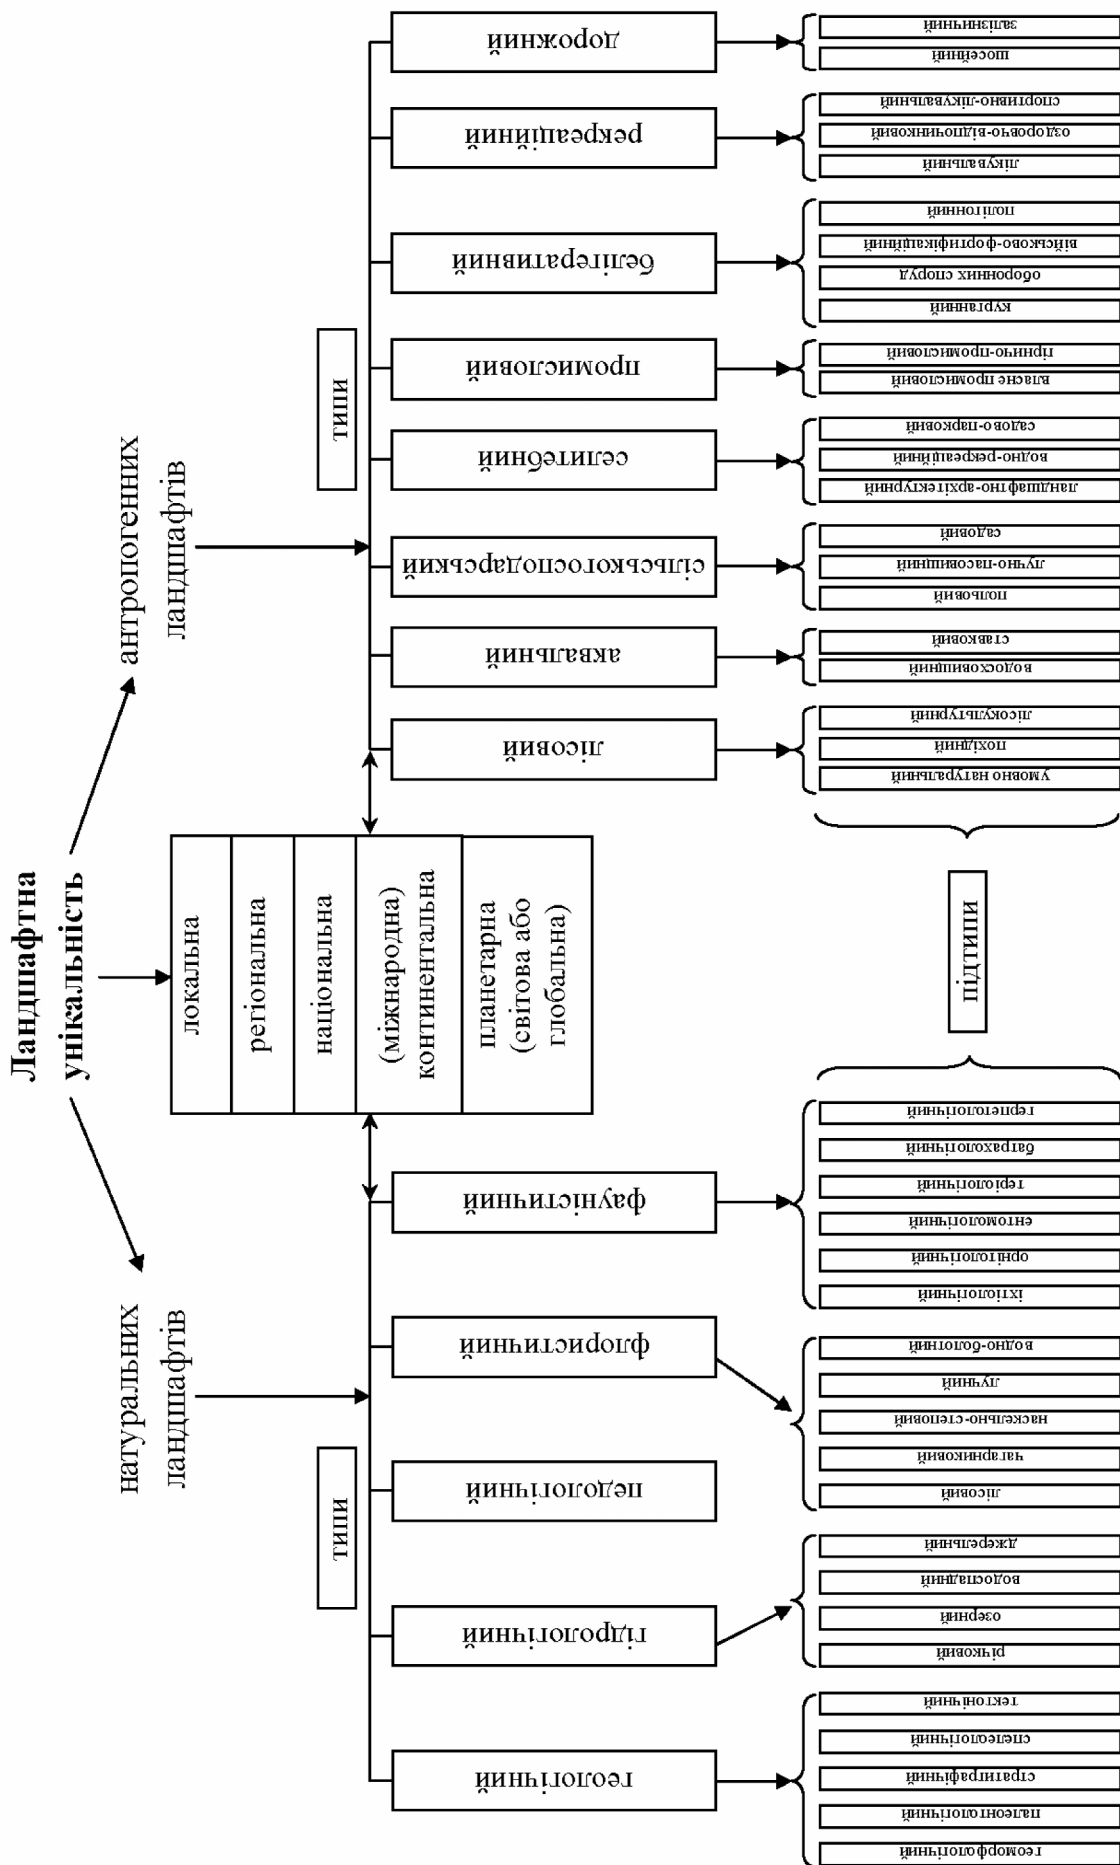 Ландшафтна
унікальність
натуральних
ландшафтів
антропогенних
ландшафтів
локальна
регіональна
національна
(міжнародна)
континентальна
планетарна
(світова або
глобальна)
типи
типи
геологічний
гідрологічний
педологічний
флористичний
фауністичний
лісовий
аквальний
сільськогосподарський
селитебний
промисловий
белігеративний
рекреаційний
дорожний
геоморфологічний
палеонтологічний
стратиграфічний
спелеологічний
тектонічний
річковий
озерний
водоспадний
джерельний
лісовий
чагарниковий
наскельно-степовий
лучний
водно-болотний
іхтіологічний
орнітологічний
ентомологічний
теріологічний
батрахологічний
герпетологічний
підтипи
умовно натуральний
похідний
лісокультурний
водосховищний
ставковий
польовий
лучно-пасовищний
садовий
ландшафтно-архітектурний
водно-рекреаційний
садово-парковий
власне промисловий
гірничо-промисловий
курганний
оборонних споруд
військово-фортифікаційний
полігонний
лікувальний
оздоровчо-відпочинковий
спортивно-лікувальний
шосейний
залізничний